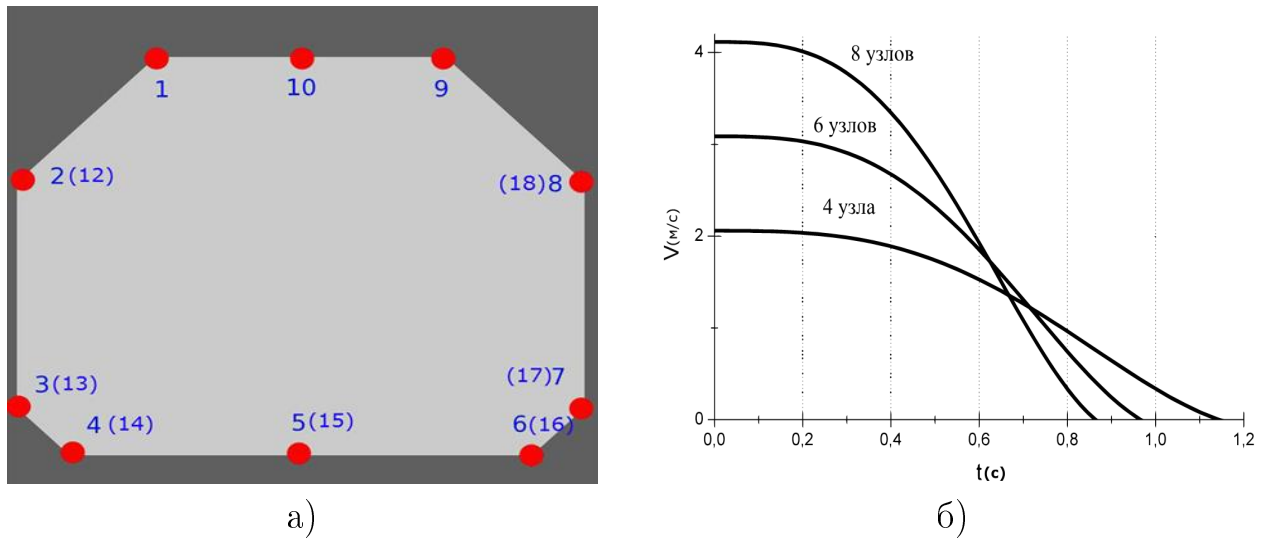 1
10
9
2(12)
(18)8
3(13)
(17)7
4 (14)
5(15)
6(16)
а)
8 узлов
6 узлов
4 узла
V(м/с)
4
2
0
0,0
0,2
0,4
0,6
0,8
1,0
1,2
t(с)
б)